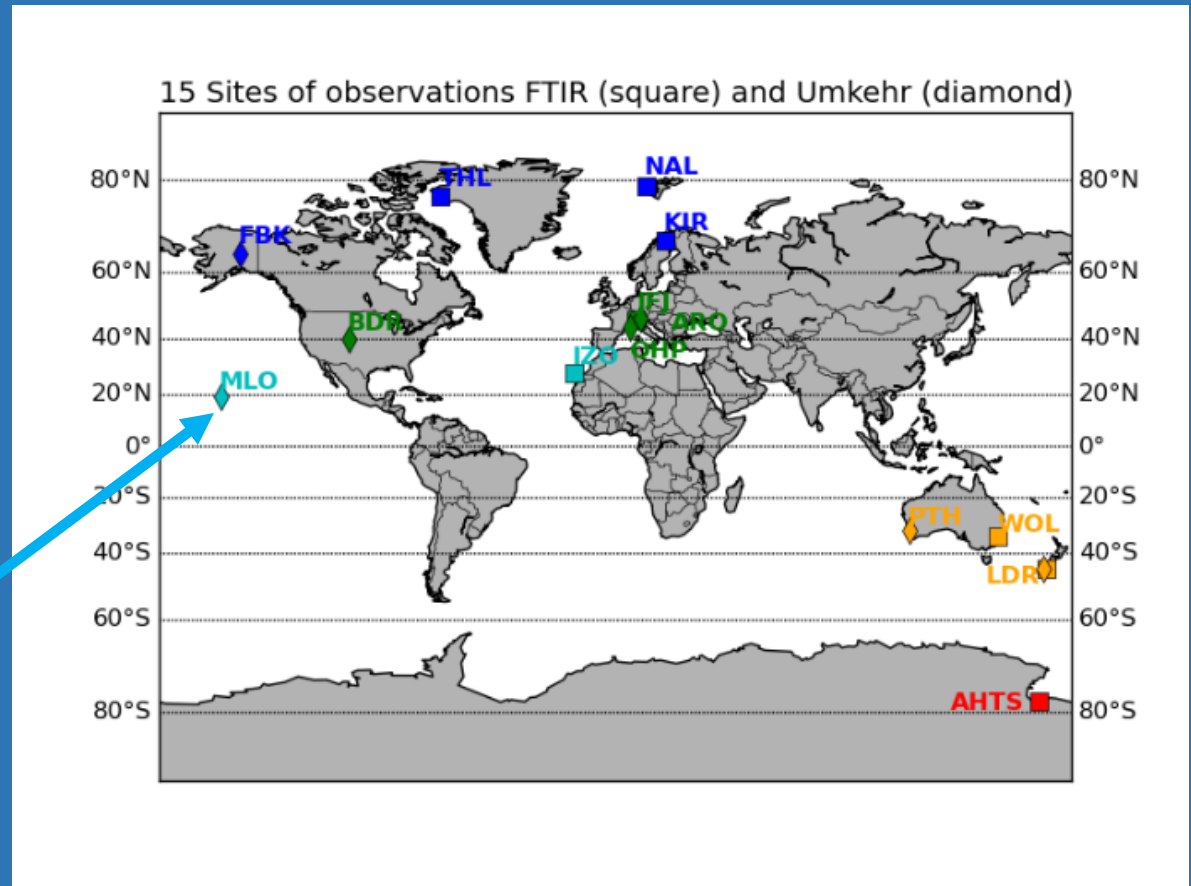 15 Sites of observations FTIR (square) and Umkehr (diamond)
80°N
THL
NAL
80°N
FBK
KIR
60°N
60°N
JFJ
BDR
ARO
40°N
40°N
IZO
OHP
MLO
20°N
20°N
0°
0°
20°S
20°S
PTH
WOL
40°S
40°S
LDR
60°S
60°S
AHTS
80°S
80°S